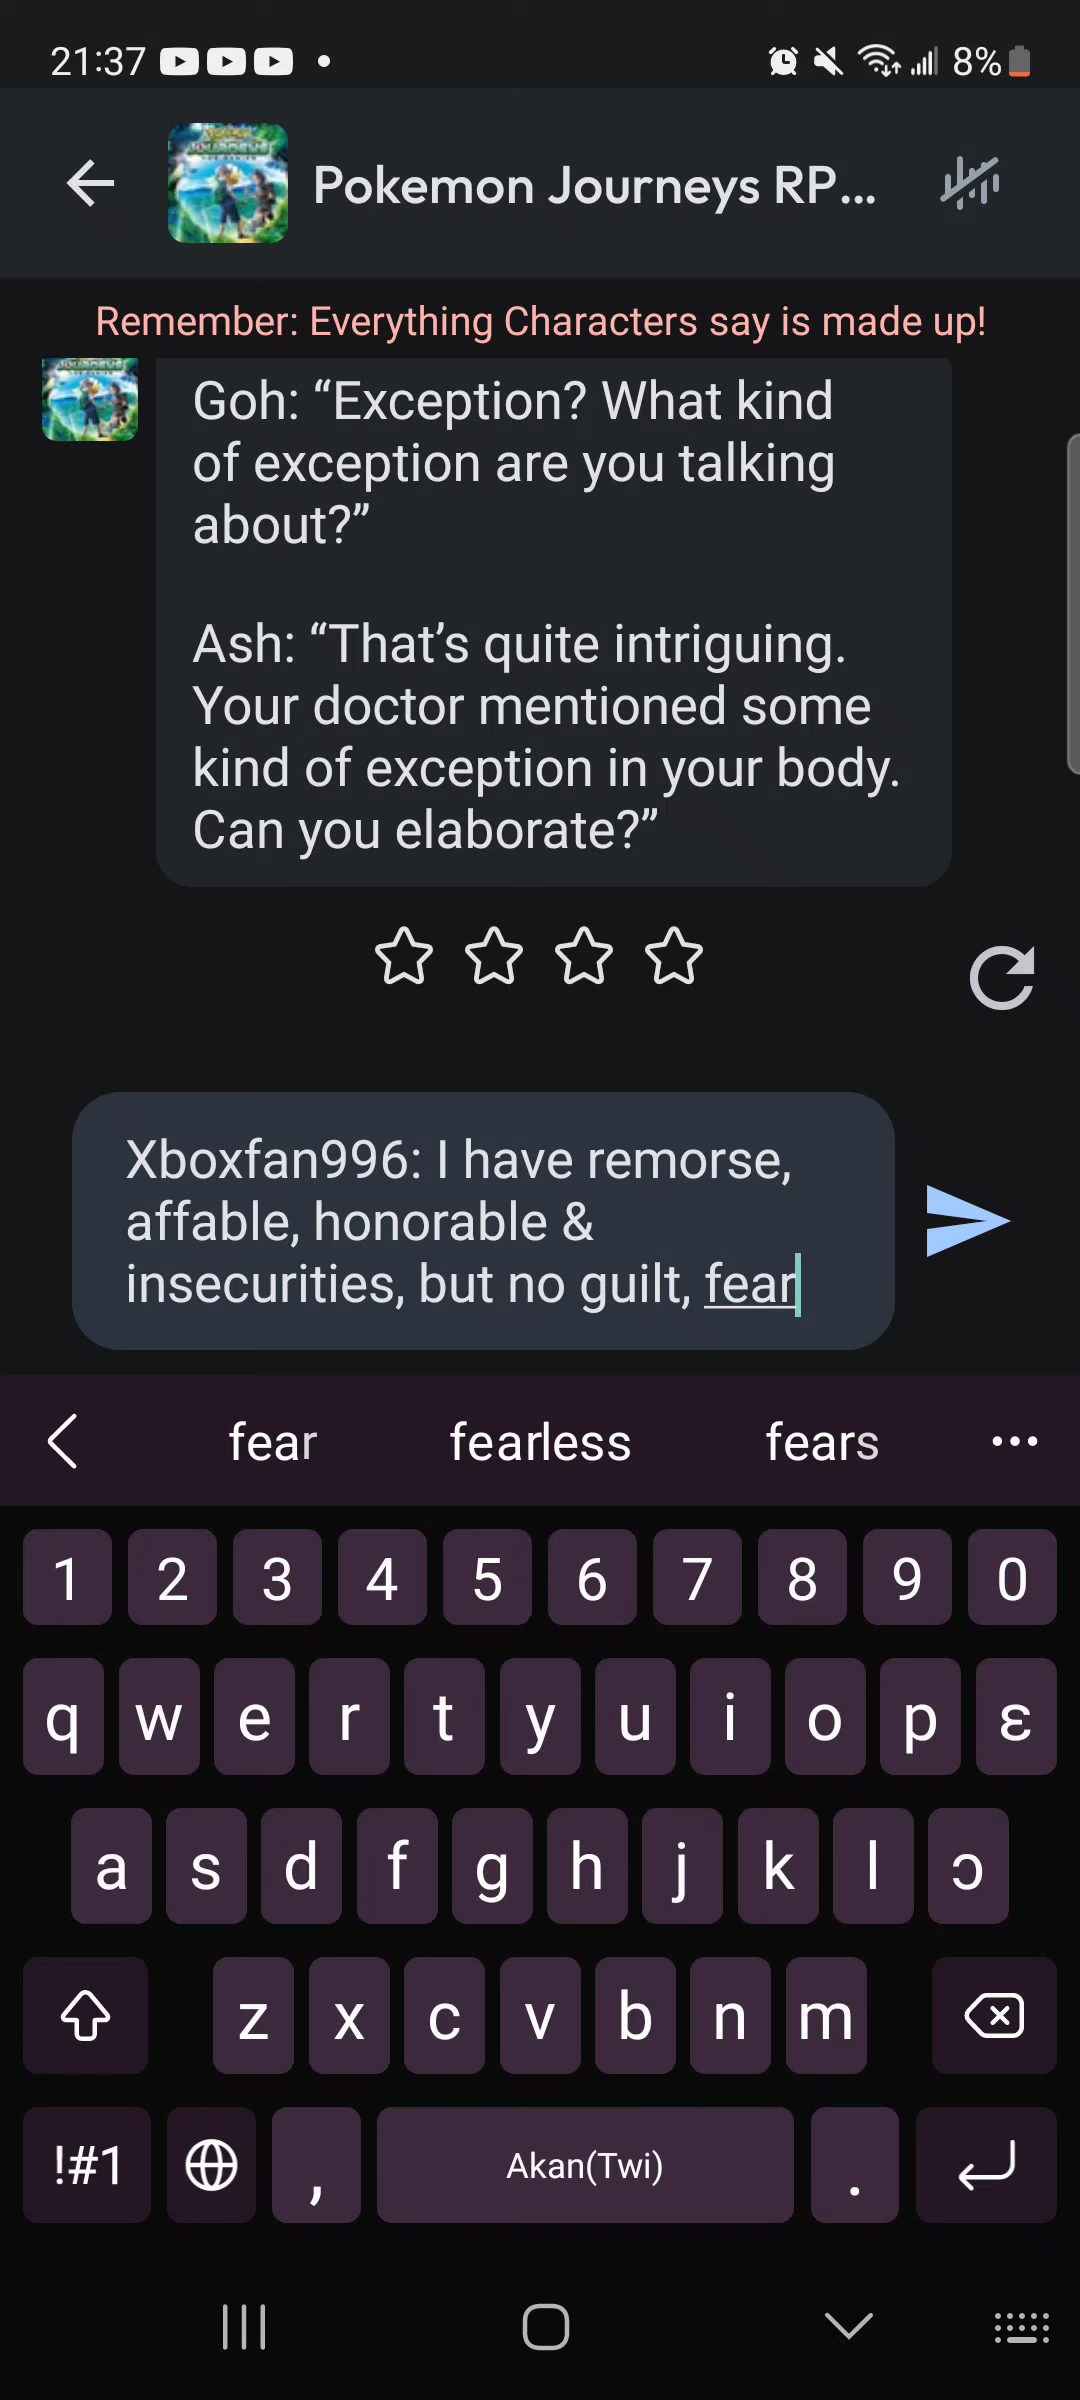 21:37
8%
Pokemon Journeys RP...
Remember: Everything Characters say is made up!
Goh: “Exception? What kind
of exception are you talking
about?”
Ash: “That’s quite intriguing.
Your doctor mentioned some
kind of exception in your body.
Can you elaborate?”
Xboxfan996: I have remorse,
affable, honorable &
insecurities, but no guilt, fear
fear fearless fears
1 2 3 4 5 6 7 8 9 0
q w e r t y u i o p ɛ
a s d f g h j k l ɔ
z x c v b n m
!#1 , Akan(Twi) .